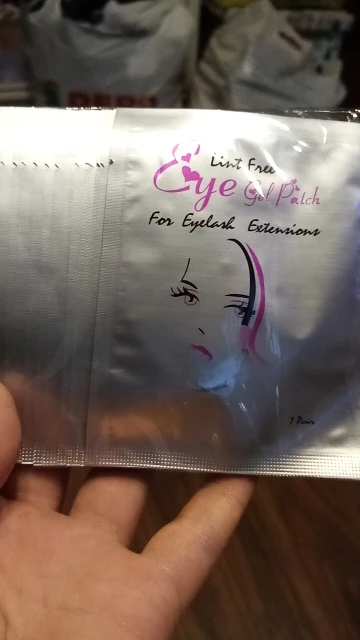 Lint Free
Eye Gel Patch
For Eyelash Extensions
1 Pair